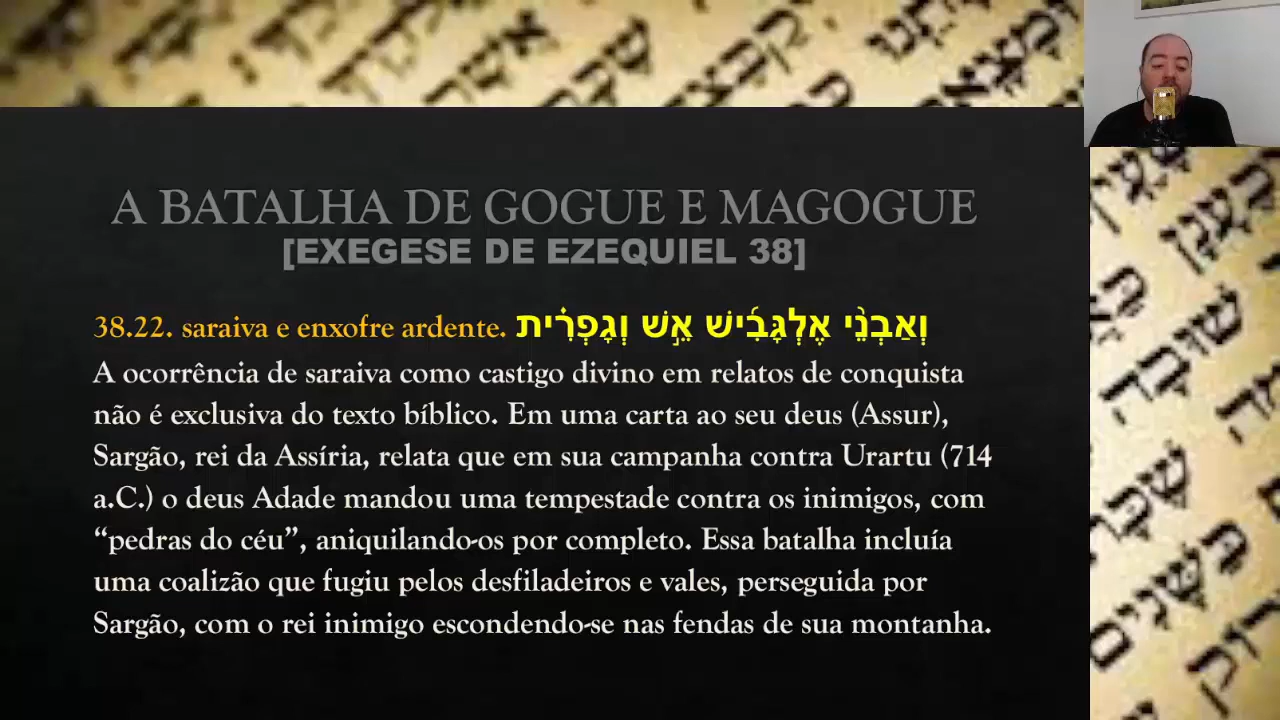 A BATALHA DE GOGUE E MAGOGUE
[EXEGESE DE EZEQUIEL 38]
38.22. saraiva e enxofre ardente. וְאַבְנֵ֨י אֶלְגָּבִ֜ישׁ אֵ֣שׁ וְגָפְרִ֗ית
A ocorrência de saraiva como castigo divino em relatos de conquista
não é exclusiva do texto bíblico. Em uma carta ao seu deus (Assur),
Sargão, rei da Assíria, relata que em sua campanha contra Urartu (714
a.C.) o deus Adade mandou uma tempestade contra os inimigos, com
“pedras do céu”, aniquilando-os por completo. Essa batalha incluía
uma coalizão que fugiu pelos desfiladeiros e vales, perseguida por
Sargão, com o rei inimigo escondendo-se nas fendas de sua montanha.